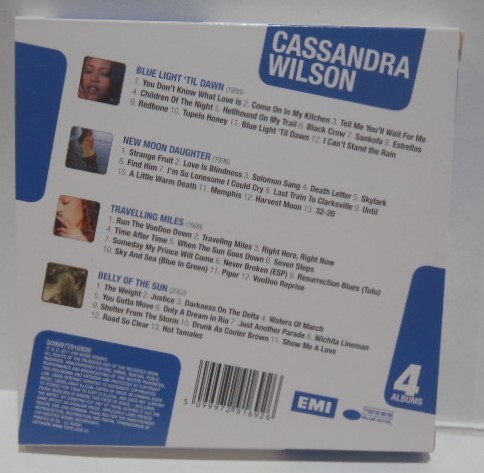 CASSANDRA
WILSON
BLUE LIGHT 'TIL DAWN (1993)
1. You Don't Know What Love Is 2. Come On In My Kitchen 3. Tell Me You'll Wait For Me
4. Children Of The Night 5. Hellhound On My Trail 6. Black Crow 7. Sankofa 8. Estrellas
9. Redbone 10. Tupelo Honey 11. Blue Light 'Til Dawn 12. I Can't Stand the Rain
NEW MOON DAUGHTER (1996)
1. Strange Fruit 2. Love Is Blindness 3. Solomon Sang 4. Death Letter 5. Skylark
6. Find Him 7. I'm So Lonesome I Could Cry 8. Last Train To Clarksville 9. Until
10. A Little Warm Death 11. Memphis 12. Harvest Moon 13. 32-20
TRAVELLING MILES (1999)
1. Run The VooDoo Down 2. Traveling Miles 3. Right Here, Right Now
4. Time After Time 5. When The Sun Goes Down 6. Seven Steps
7. Someday My Prince Will Come 8. Never Broken (ESP) 9. Resurrection Blues (Tutu)
10. Sky And Sea (Blue In Green) 11. Piper 12. VooDoo Reprise
BELLY OF THE SUN (2002)
1. The Weight 2. Justice 3. Darkness On The Delta 4. Waters Of March
5. You Gotta Move 6. Only A Dream In Rio 7. Just Another Parade 8. Wichita Lineman
9. Shelter From The Storm 10. Drunk As Cooter Brown 11. Show Me A Love
12. Road So Clear 13. Hot Tamales
4
ALBUMS
5099972916926
5 099972 916926
EMI
BLUE NOTE